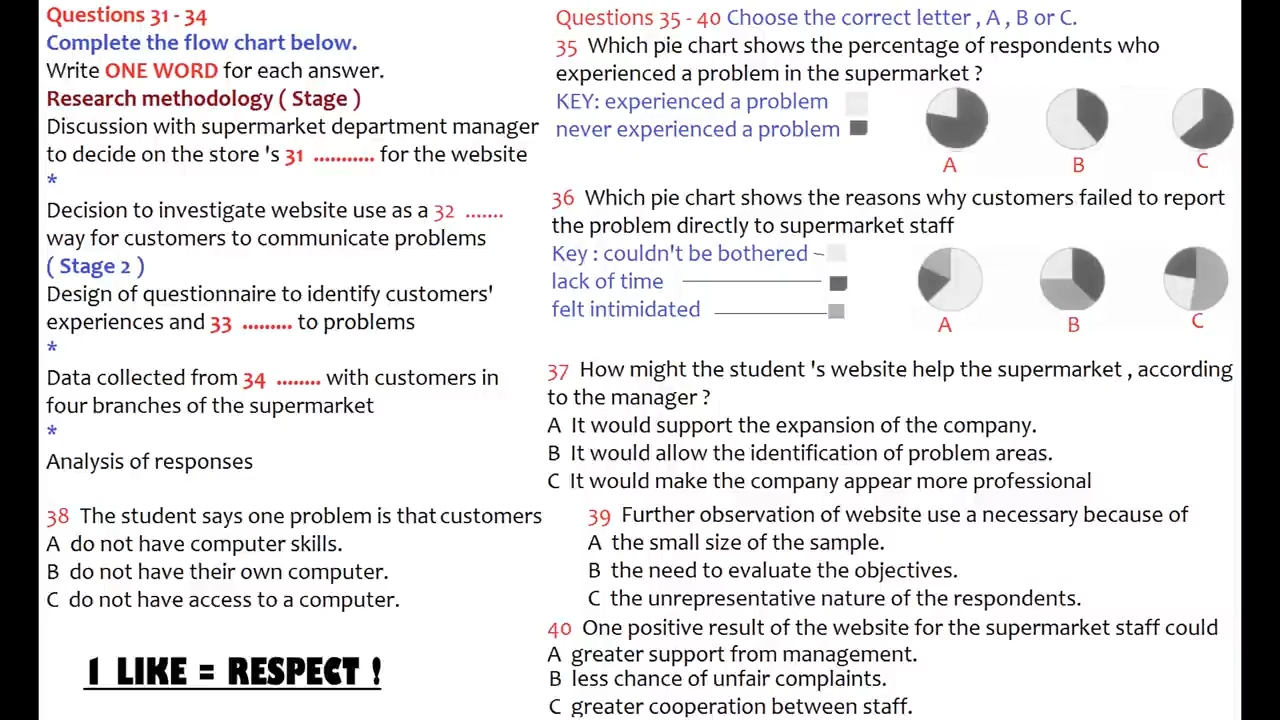 Questions 31 - 34
Complete the flow chart below.
Write ONE WORD for each answer.
Research methodology ( Stage )
Discussion with supermarket department manager
to decide on the store 's 31 ........... for the website
*
Decision to investigate website use as a 32 .......
way for customers to communicate problems
( Stage 2 )
Design of questionnaire to identify customers'
experiences and 33 ......... to problems
*
Data collected from 34 ........ with customers in
four branches of the supermarket
*
Analysis of responses
Questions 35 - 40 Choose the correct letter , A , B or C.
35 Which pie chart shows the percentage of respondents who
experienced a problem in the supermarket ?
KEY: experienced a problem
never experienced a problem
A B C
36 Which pie chart shows the reasons why customers failed to report
the problem directly to supermarket staff
Key : couldn't be bothered
lack of time
felt intimidated
A B C
37 How might the student 's website help the supermarket , according
to the manager ?
A It would support the expansion of the company.
B It would allow the identification of problem areas.
C It would make the company appear more professional
38 The student says one problem is that customers
A do not have computer skills.
B do not have their own computer.
C do not have access to a computer.
39 Further observation of website use a necessary because of
A the small size of the sample.
B the need to evaluate the objectives.
C the unrepresentative nature of the respondents.
40 One positive result of the website for the supermarket staff could
A greater support from management.
B less chance of unfair complaints.
C greater cooperation between staff.
1 LIKE = RESPECT !